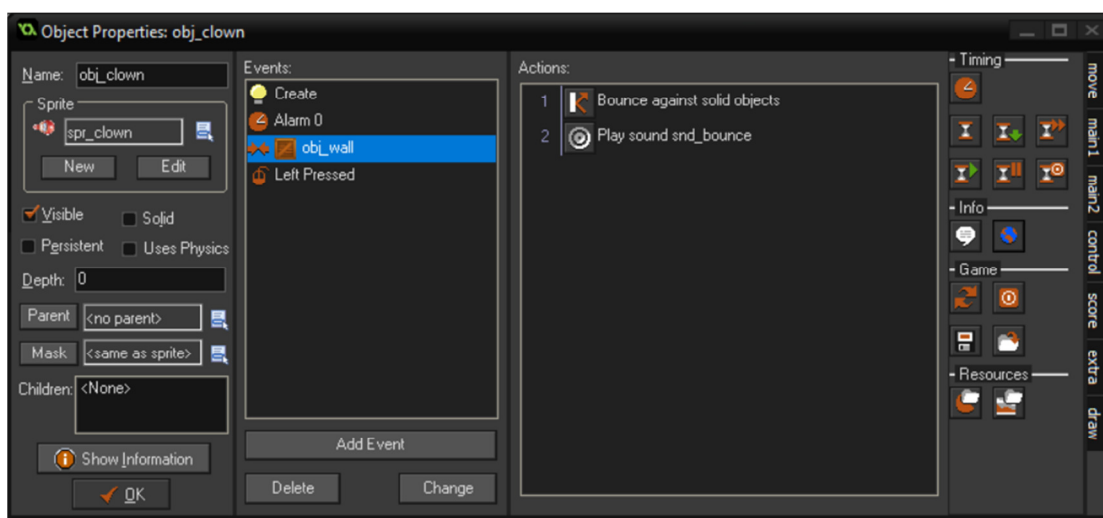 Object Properties: obj_clown
Name: obj_clown
Sprite
spr_clown
New Edit
Visible Solid
Persistent Uses Physics
Depth: 0
Parent <no parent>
Mask <same as sprite>
Children: <None>
Show Information
OK
Events:
Create
Alarm 0
obj_wall
Left Pressed
Add Event
Delete Change
Actions:
1 Bounce against solid objects
2 Play sound snd_bounce
Timing
Info
Game
Resources
move
main1
main2
control
score
extra
draw